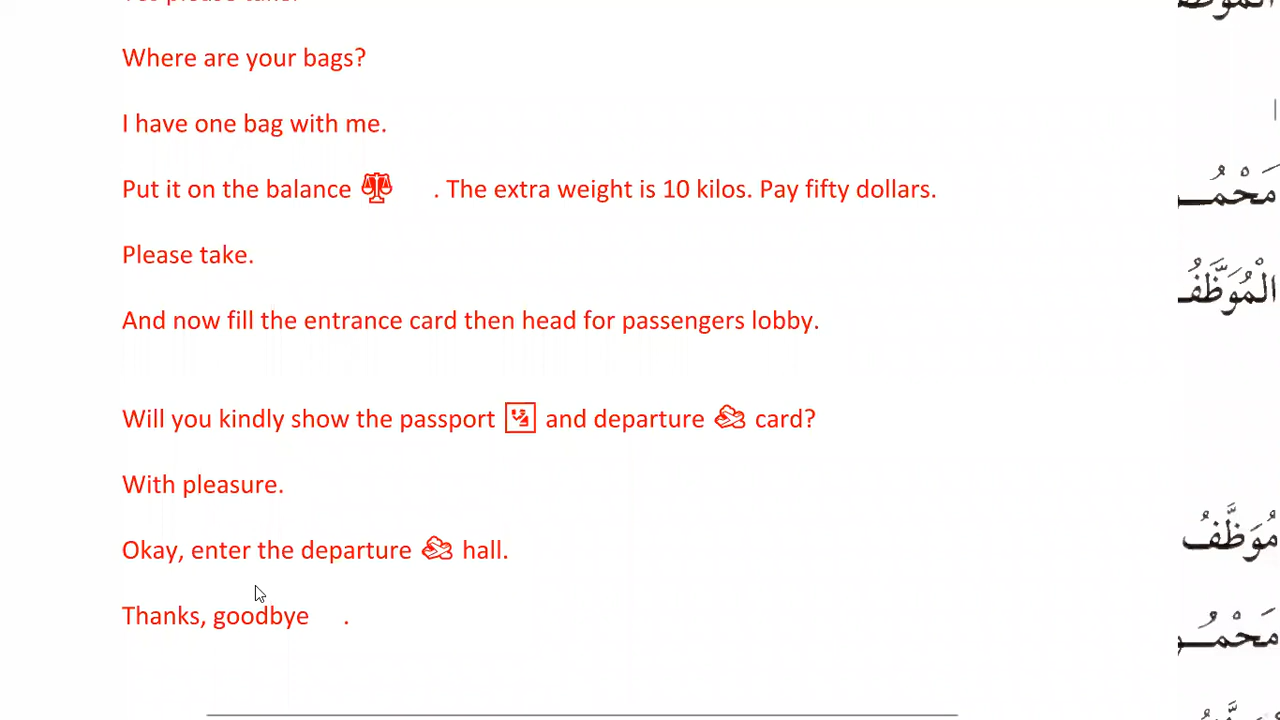 Where are your bags?
I have one bag with me.
Put it on the balance . The extra weight is 10 kilos. Pay fifty dollars.
Please take.
And now fill the entrance card then head for passengers lobby.
Will you kindly show the passport and departure card?
With pleasure.
Okay, enter the departure hall.
Thanks, goodbye .
مُوَظَّفُ